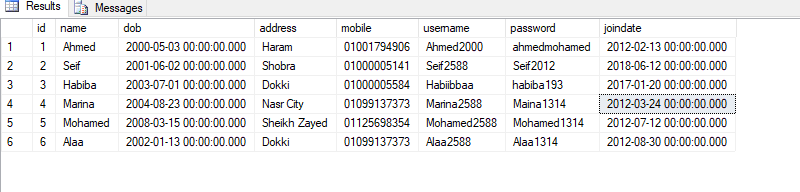 Results Messages
id name dob address mobile username password joindate
1 1 Ahmed 2000-05-03 00:00:00.000 Haram 01001794906 Ahmed2000 ahmedmohamed 2012-02-13 00:00:00.000
2 2 Seif 2001-06-02 00:00:00.000 Shobra 01000005141 Seif2588 Seif2012 2018-06-12 00:00:00.000
3 3 Habiba 2003-07-01 00:00:00.000 Dokki 01000005584 Habiibbaa habiba193 2017-01-20 00:00:00.000
4 4 Marina 2004-08-23 00:00:00.000 Nasr City 01099137373 Marina2588 Maina1314 2012-03-24 00:00:00.000
5 5 Mohamed 2008-03-15 00:00:00.000 Sheikh Zayed 01125698354 Mohamed2588 Mohamed1314 2012-07-12 00:00:00.000
6 6 Alaa 2002-01-13 00:00:00.000 Dokki 01099137373 Alaa2588 Alaa1314 2012-08-30 00:00:00.000